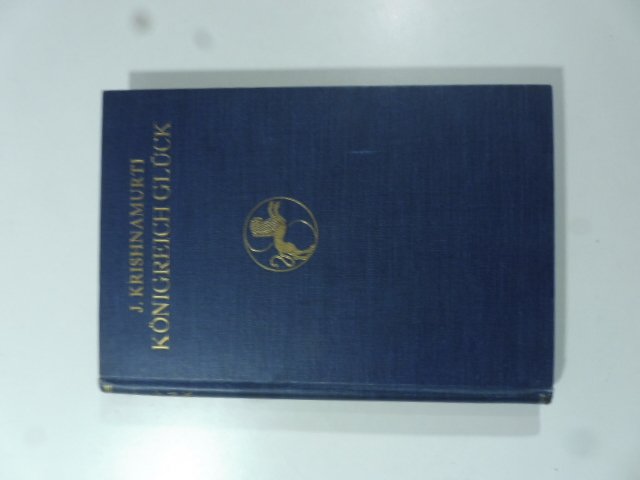 J. KRISHNAMURTI
KÖNIGREICH GLÜCK